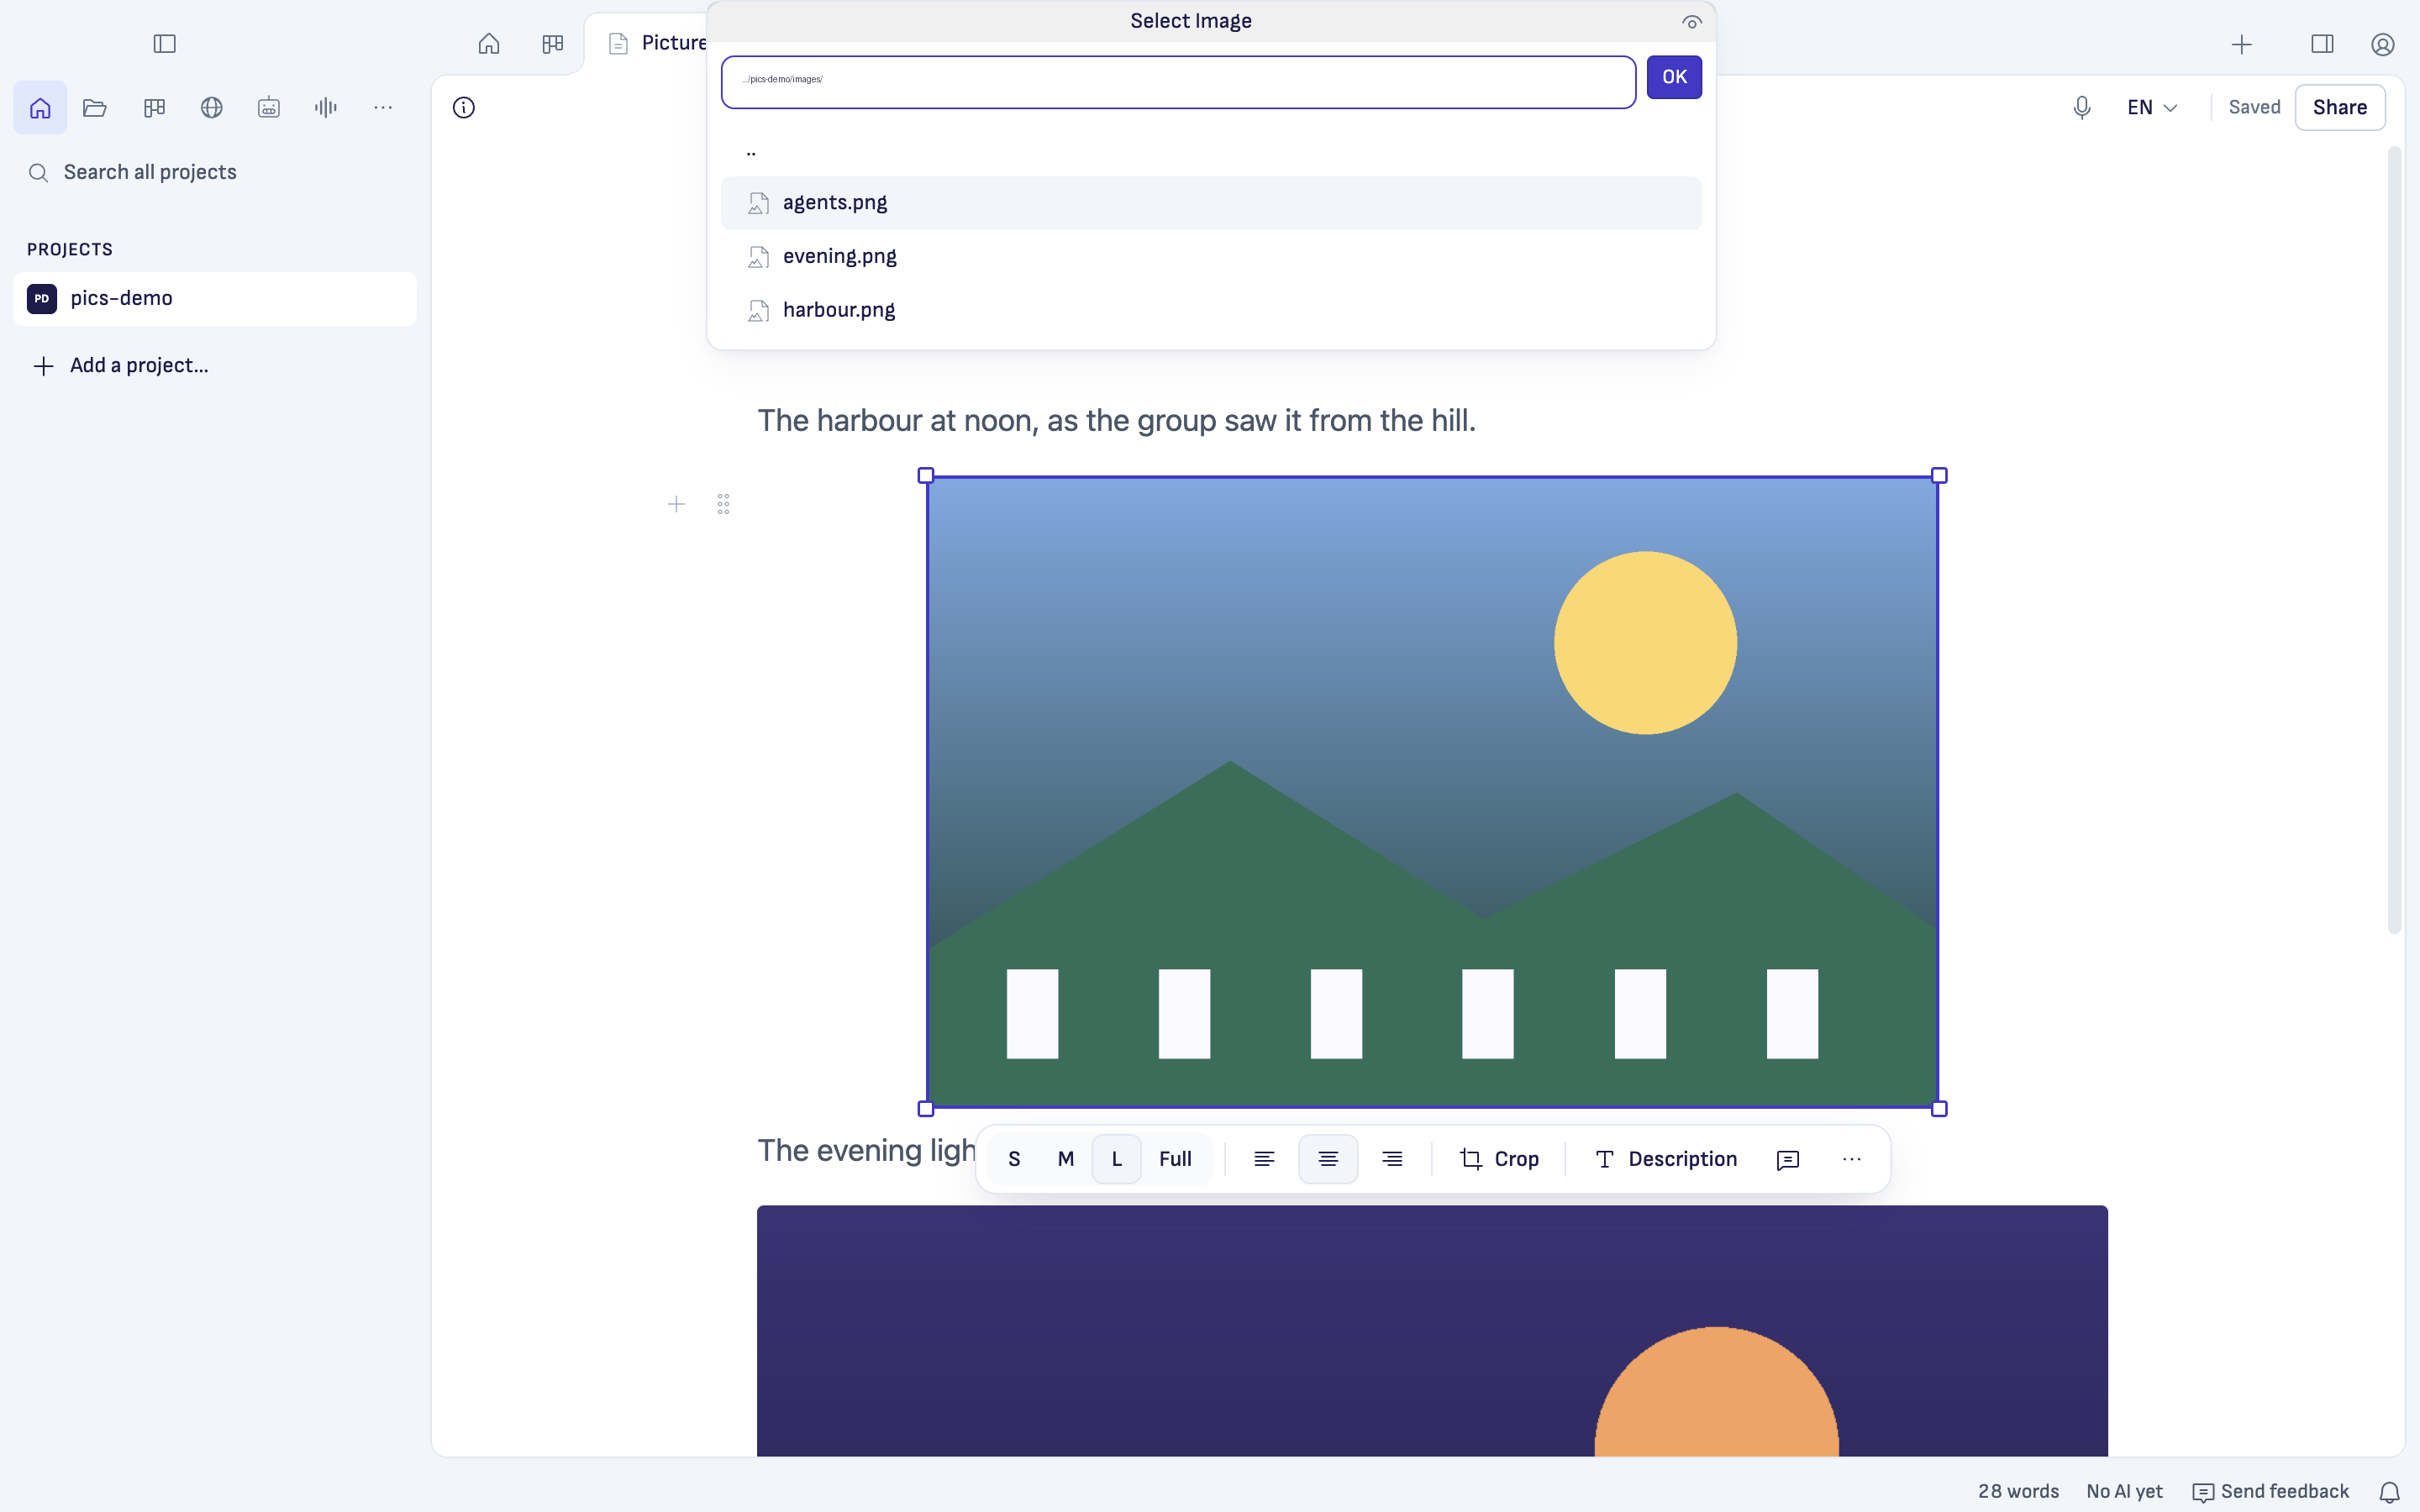 Select Image
Picture
.../pics-demo/images/
OK
EN
Saved
Share
..
Search all projects
agents.png
PROJECTS
evening.png
pics-demo
PD
harbour.png
Add a project...
The harbour at noon, as the group saw it from the hill.
The evening ligh
S
M
L
Full
Crop
Description
28 words
No AI yet
Send feedback